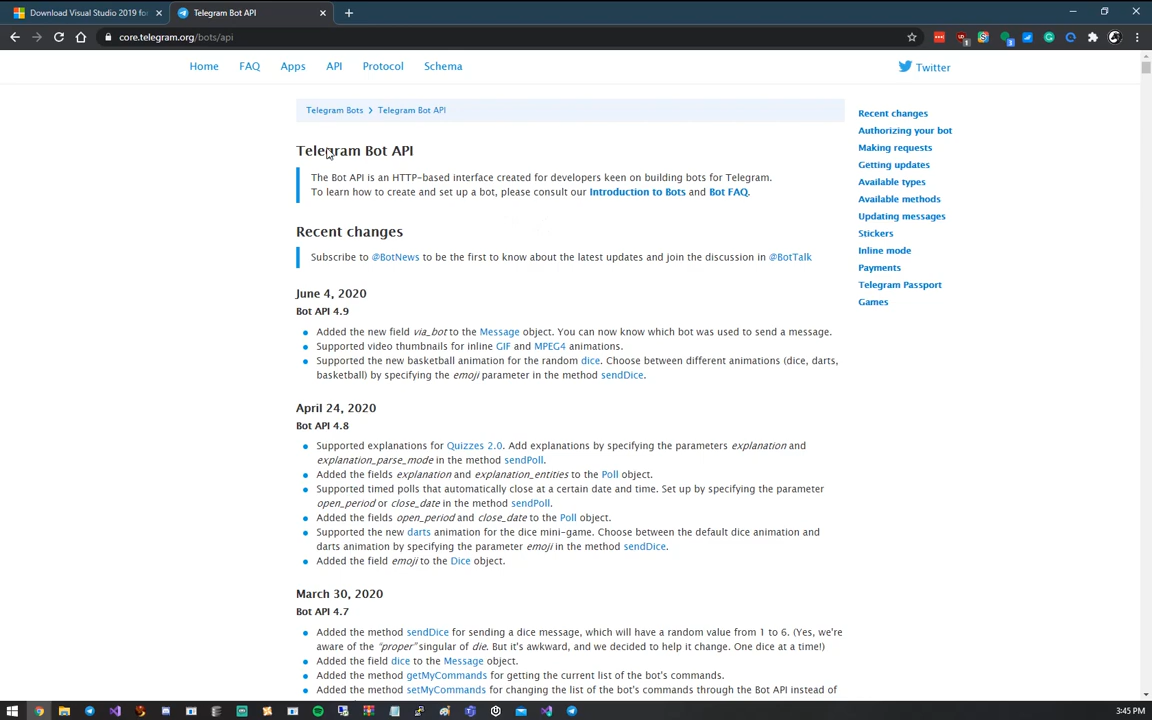 Download Visual Studio 2019 for
Telegram Bot API
core.telegram.org/bots/api
Home FAQ Apps API Protocol Schema
Twitter
Telegram Bots > Telegram Bot API
Telegram Bot API
The Bot API is an HTTP-based interface created for developers keen on building bots for Telegram.
To learn how to create and set up a bot, please consult our Introduction to Bots and Bot FAQ.
Recent changes
Subscribe to @BotNews to be the first to know about the latest updates and join the discussion in @BotTalk
June 4, 2020
Bot API 4.9
Added the new field via_bot to the Message object. You can now know which bot was used to send a message.
Supported video thumbnails for inline GIF and MPEG4 animations.
Supported the new basketball animation for the random dice. Choose between different animations (dice, darts,
basketball) by specifying the emoji parameter in the method sendDice.
April 24, 2020
Bot API 4.8
Supported explanations for Quizzes 2.0. Add explanations by specifying the parameters explanation and
explanation_parse_mode in the method sendPoll.
Added the fields explanation and explanation_entities to the Poll object.
Supported timed polls that automatically close at a certain date and time. Set up by specifying the parameter
open_period or close_date in the method sendPoll.
Added the fields open_period and close_date to the Poll object.
Supported the new darts animation for the dice mini-game. Choose between the default dice animation and
darts animation by specifying the parameter emoji in the method sendDice.
Added the field emoji to the Dice object.
March 30, 2020
Bot API 4.7
Added the method sendDice for sending a dice message, which will have a random value from 1 to 6. (Yes, we're
aware of the “proper” singular of die. But it's awkward, and we decided to help it change. One dice at a time!)
Added the field dice to the Message object.
Added the method getMyCommands for getting the current list of the bot's commands.
Added the method setMyCommands for changing the list of the bot's commands through the Bot API instead of
Recent changes
Authorizing your bot
Making requests
Getting updates
Available types
Available methods
Updating messages
Stickers
Inline mode
Payments
Telegram Passport
Games
3:45 PM